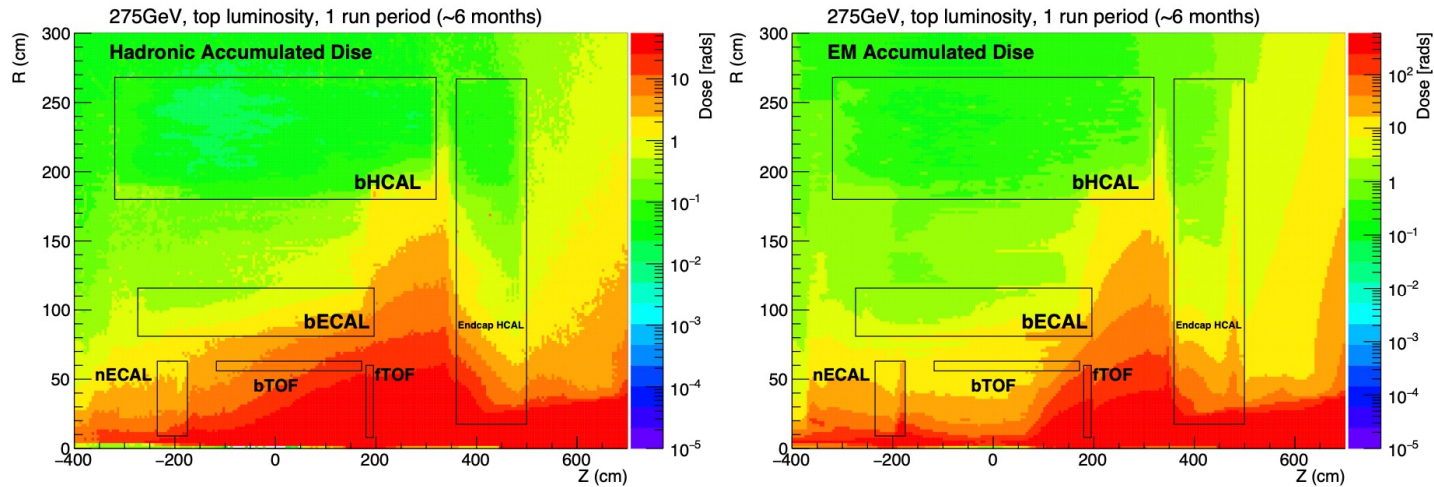 275GeV, top luminosity, 1 run period (~6 months)
R (cm)
300
250
200
150
100
50
0
Hadronic Accumulated Dise
bHCAL
bECAL
Endcap HCAL
nECAL
bTOF
fTOF
−400
−200
0
200
400
600
Z (cm)
Dose [rads]
10
1
10⁻¹
10⁻²
10⁻³
10⁻⁴
10⁻⁵
275GeV, top luminosity, 1 run period (~6 months)
R (cm)
300
250
200
150
100
50
0
EM Accumulated Dise
bHCAL
bECAL
Endcap HCAL
nECAL
bTOF
fTOF
−400
−200
0
200
400
600
Z (cm)
Dose [rads]
10²
10
1
10⁻¹
10⁻²
10⁻³
10⁻⁴
10⁻⁵